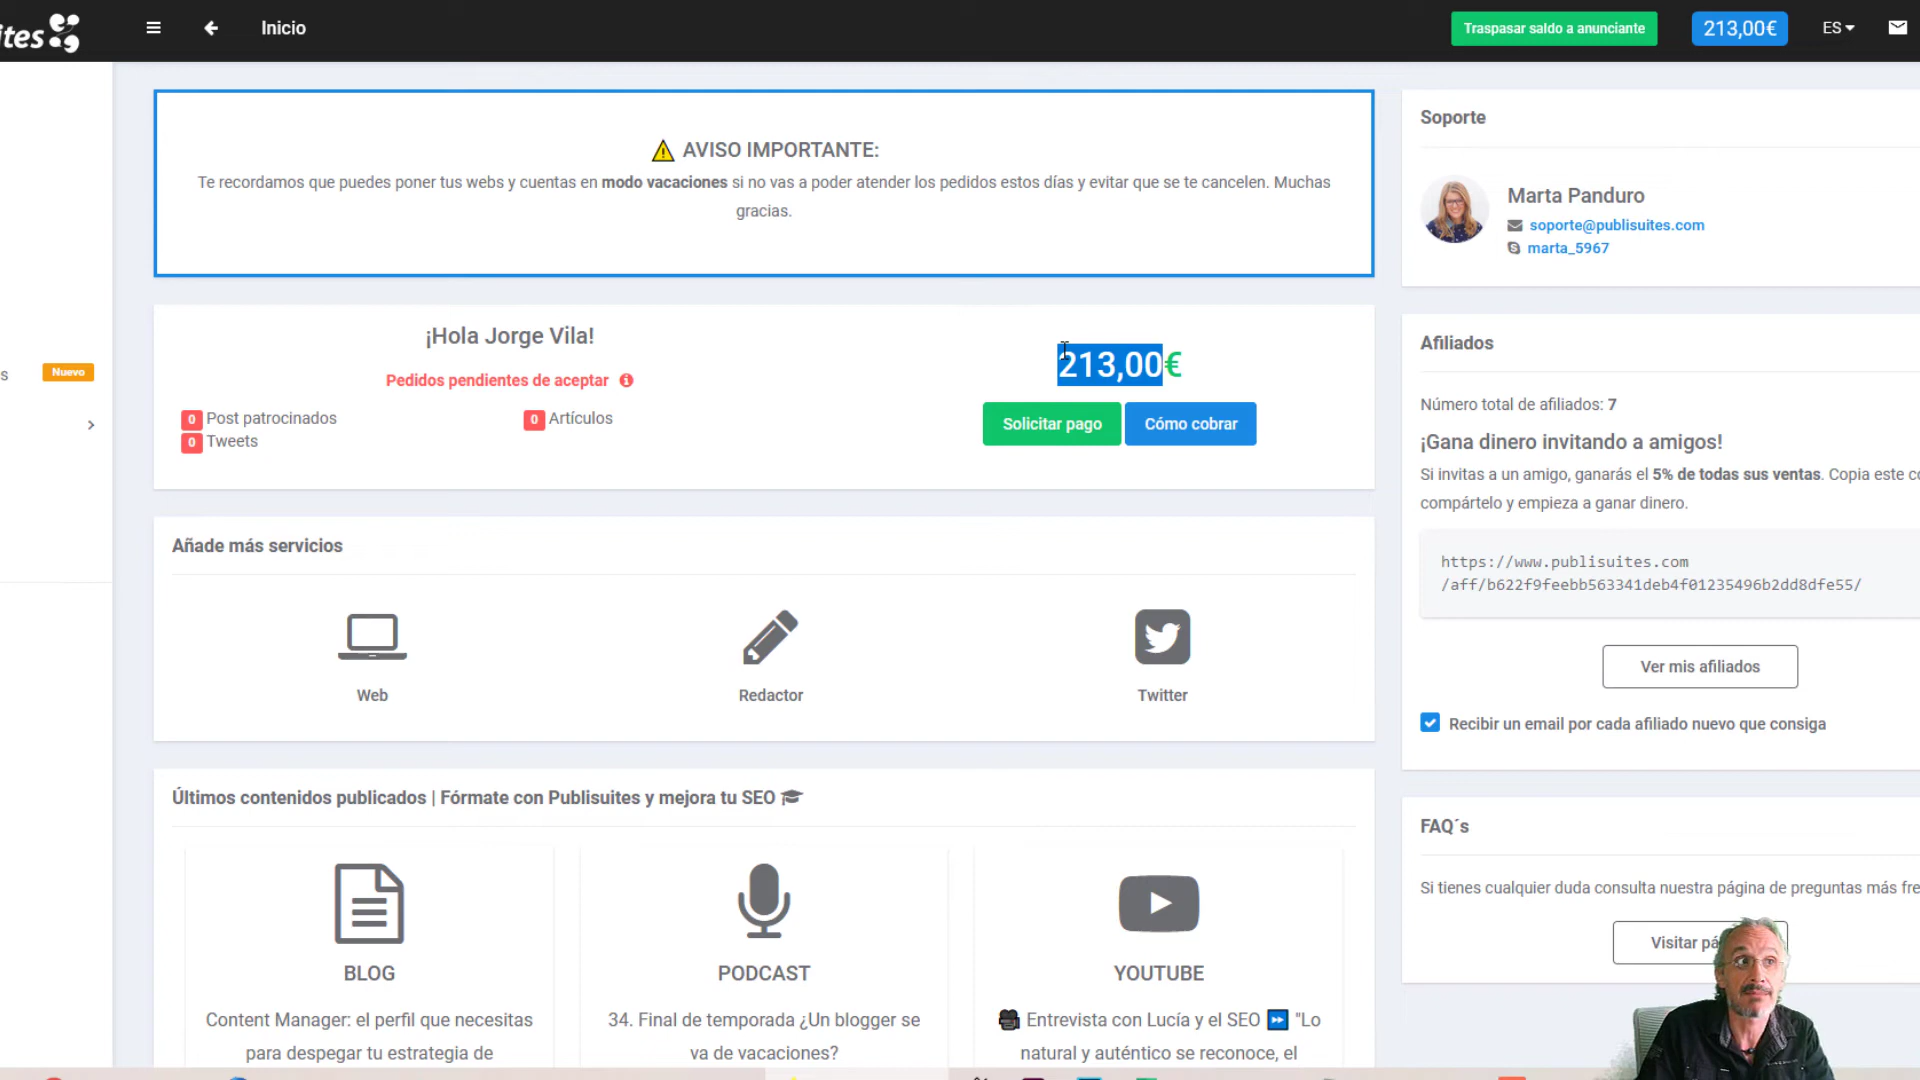 ites
Inicio
Traspasar saldo a anunciante
213,00€
ES
AVISO IMPORTANTE:
Te recordamos que puedes poner tus webs y cuentas en modo vacaciones si no vas a poder atender los pedidos estos días y evitar que se te cancelen. Muchas
gracias.
¡Hola Jorge Vila!
Pedidos pendientes de aceptar
0 Post patrocinados
0 Artículos
0 Tweets
213,00€
Solicitar pago
Cómo cobrar
s
Nuevo
Añade más servicios
Web
Redactor
Twitter
Últimos contenidos publicados | Fórmate con Publisuites y mejora tu SEO
BLOG
Content Manager: el perfil que necesitas
para despegar tu estrategia de
PODCAST
34. Final de temporada ¿Un blogger se
va de vacaciones?
YOUTUBE
Entrevista con Lucía y el SEO "Lo
natural y auténtico se reconoce, el
Soporte
Marta Panduro
soporte@publisuites.com
marta_5967
Afiliados
Número total de afiliados: 7
¡Gana dinero invitando a amigos!
Si invitas a un amigo, ganarás el 5% de todas sus ventas. Copia este co
compártelo y empieza a ganar dinero.
https://www.publisuites.com
/aff/b622f9feebb563341deb4f01235496b2dd8dfe55/
Ver mis afiliados
Recibir un email por cada afiliado nuevo que consiga
FAQ´s
Si tienes cualquier duda consulta nuestra página de preguntas más fre
Visitar pá